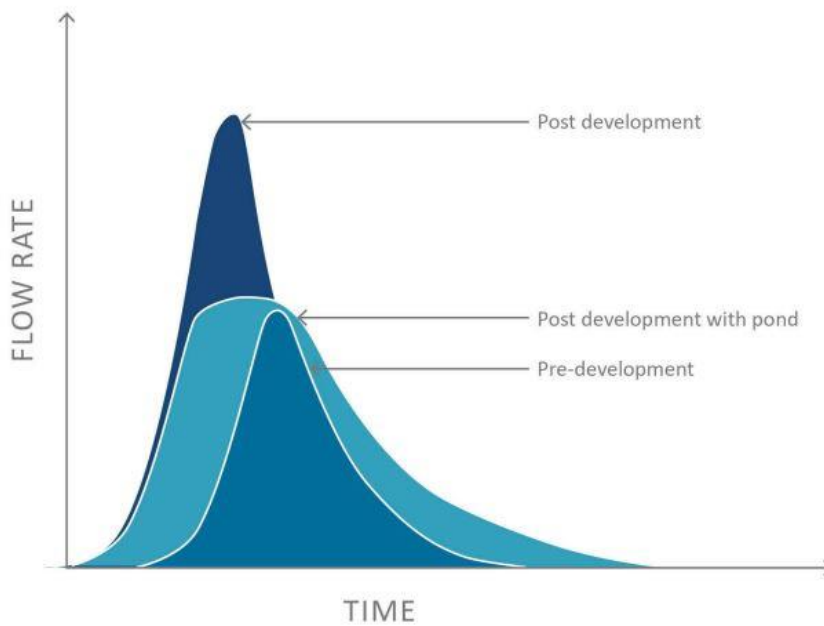 Post development
FLOW RATE
Post development with pond
Pre-development
TIME